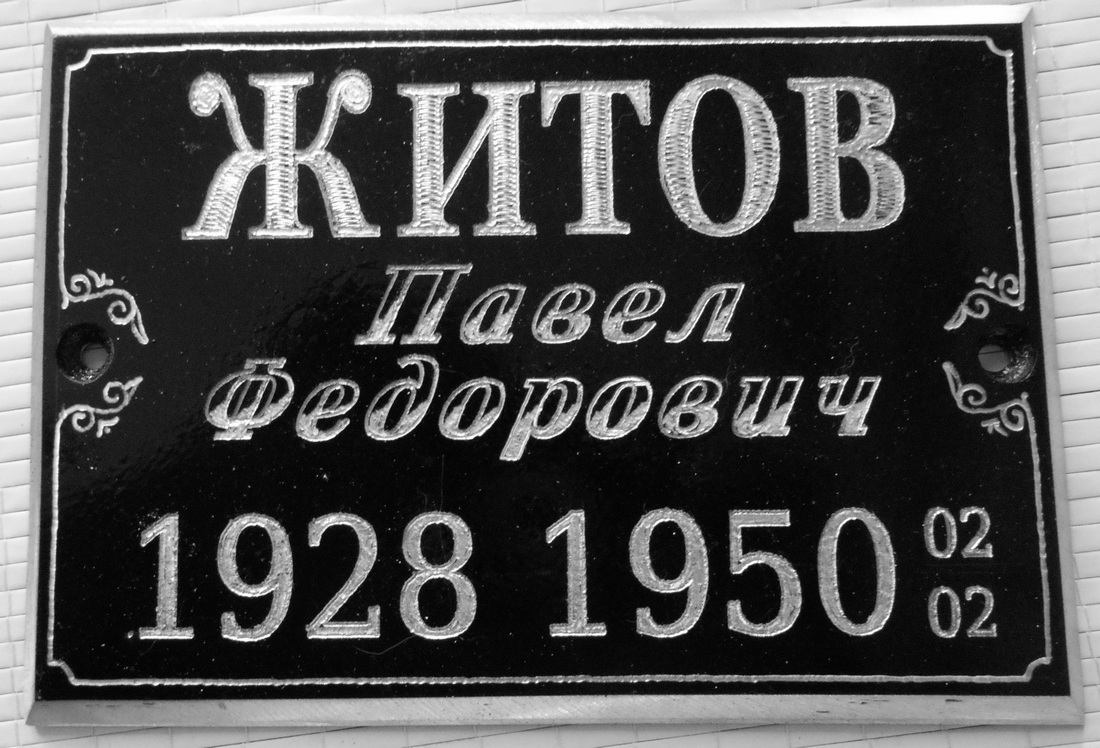 ЖИТОВ
Павел
Федорович
1928 1950 02
02